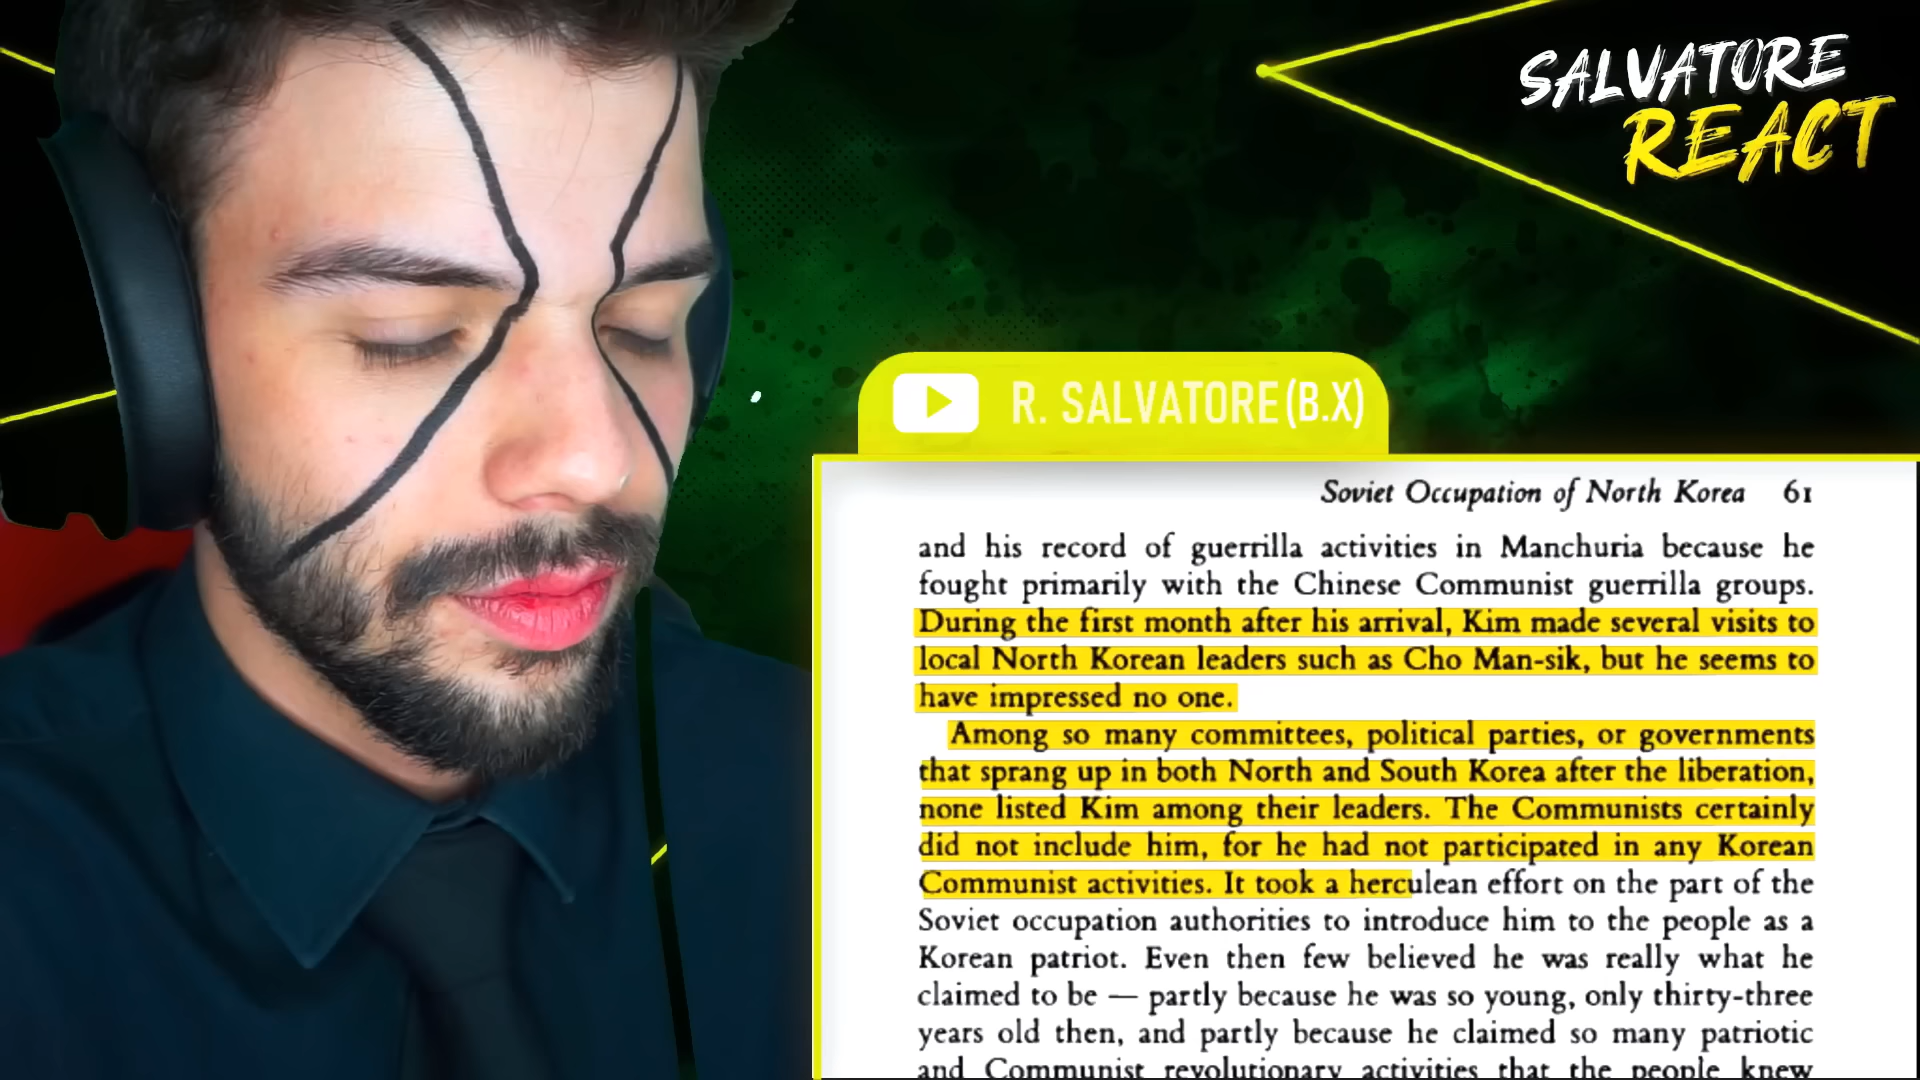 SALVATORE
REACT
R. SALVATORE (B.X)
Soviet Occupation of North Korea 61
and his record of guerrilla activities in Manchuria because he
fought primarily with the Chinese Communist guerrilla groups.
During the first month after his arrival, Kim made several visits to
local North Korean leaders such as Cho Man-sik, but he seems to
have impressed no one.
Among so many committees, political parties, or governments
that sprang up in both North and South Korea after the liberation,
none listed Kim among their leaders. The Communists certainly
did not include him, for he had not participated in any Korean
Communist activities. It took a herculean effort on the part of the
Soviet occupation authorities to introduce him to the people as a
Korean patriot. Even then few believed he was really what he
claimed to be — partly because he was so young, only thirty-three
years old then, and partly because he claimed so many patriotic
and Communist revolutionary activities that the people knew